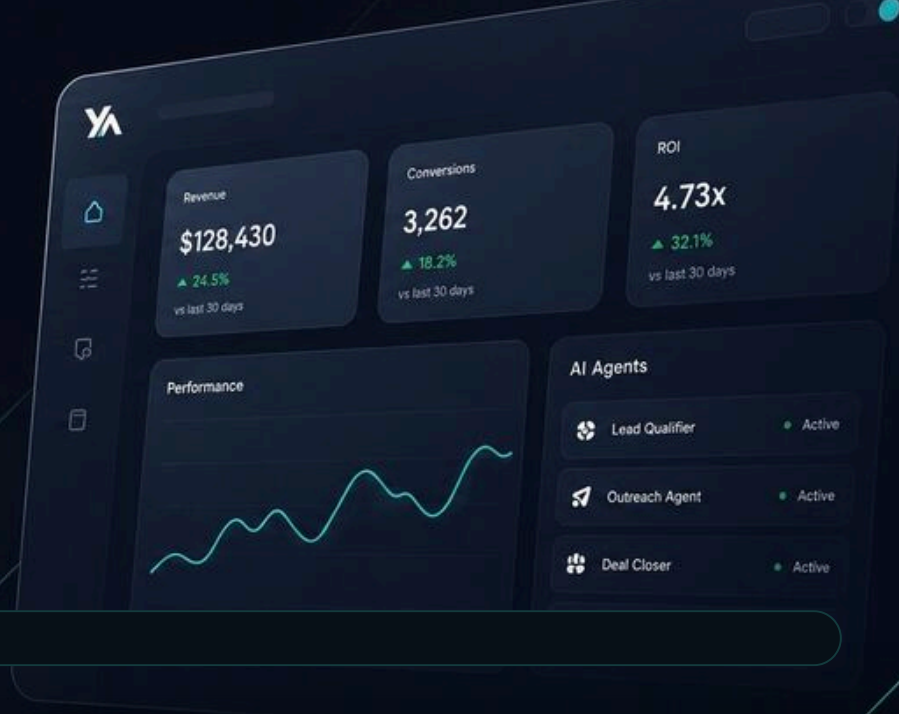 YA
Revenue
$128,430
▲ 24.5%
vs last 30 days
Conversions
3,262
▲ 18.2%
vs last 30 days
ROI
4.73x
▲ 32.1%
vs last 30 days
Performance
AI Agents
Lead Qualifier
Active
Outreach Agent
Active
Deal Closer
Active